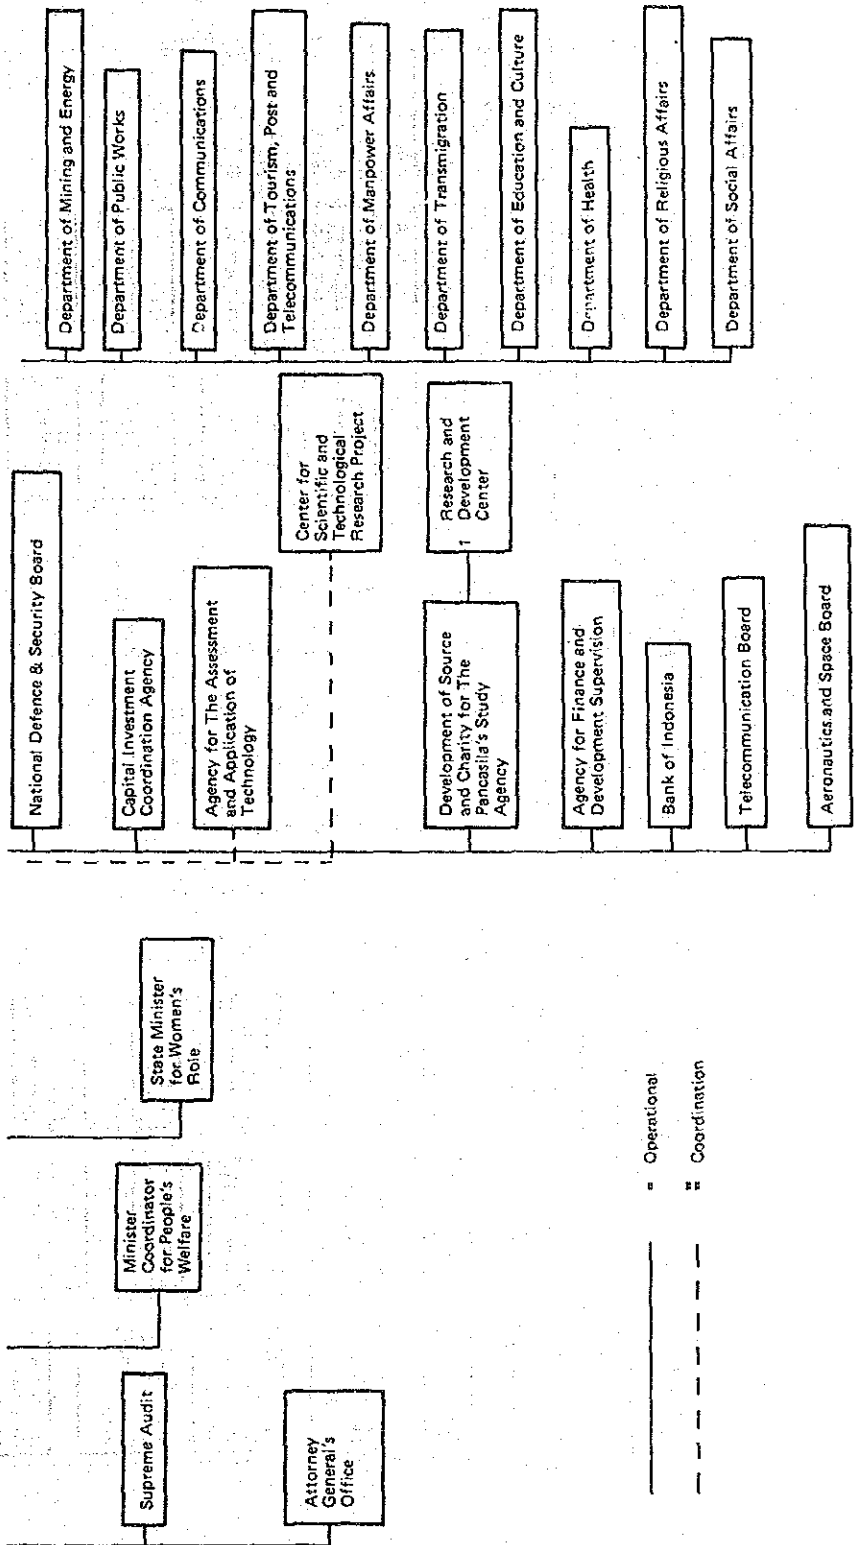 Supreme Audit
Attorney
General's
Office
Minister
Coordinator
for People's
Welfare
State Minister
for Women's
Role
National Defence & Security Board
Capital Investment
Coordination Agency
Agency for The Assessment
and Application of
Technology
Center for
Scientific and
Technological
Research Project
Development of Source
and Charity for The
Pancasila's Study
Agency
1 Research and
Development
Center
Agency for Finance and
Development Supervision
Bank of Indonesia
Telecommunication Board
Aeronautics and Space Board
Department of Mining and Energy
Department of Public Works
Department of Communications
Department of Tourism, Post and
Telecommunications
Department of Manpower Affairs
Department of Transmigration
Department of Education and Culture
Department of Health
Department of Religious Affairs
Department of Social Affairs
= Operational
= Coordination